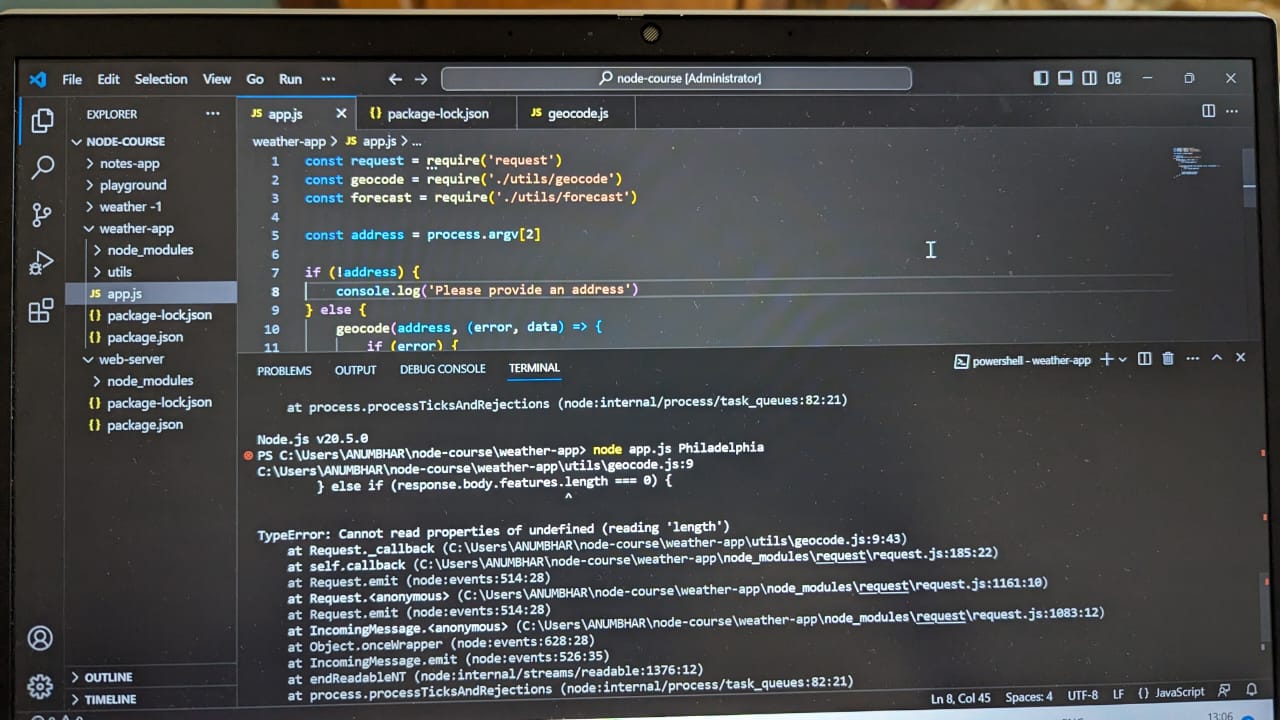 File Edit Selection View Go Run ···
node-course [Administrator]
EXPLORER ···
NODE-COURSE
notes-app
playground
weather -1
weather-app
node_modules
utils
JS app.js
{} package-lock.json
{} package.json
web-server
node_modules
{} package-lock.json
{} package.json
OUTLINE
TIMELINE
JS app.js {} package-lock.json JS geocode.js ···
weather-app > JS app.js > ...
1 const request = require('request')
2 const geocode = require('./utils/geocode')
3 const forecast = require('./utils/forecast')
4
5 const address = process.argv[2]
6
7 if (!address) {
8 console.log('Please provide an address')
9 } else {
10 geocode(address, (error, data) => {
11 if (error) {
PROBLEMS OUTPUT DEBUG CONSOLE TERMINAL powershell - weather-app ···
at process.processTicksAndRejections (node:internal/process/task_queues:82:21)
Node.js v20.5.0
PS C:\Users\ANUMBHAR\node-course\weather-app> node app.js Philadelphia
C:\Users\ANUMBHAR\node-course\weather-app\utils\geocode.js:9
} else if (response.body.features.length === 0) {
^
TypeError: Cannot read properties of undefined (reading 'length')
at Request._callback (C:\Users\ANUMBHAR\node-course\weather-app\utils\geocode.js:9:43)
at self.callback (C:\Users\ANUMBHAR\node-course\weather-app\node_modules\request\request.js:185:22)
at Request.emit (node:events:514:28)
at Request.<anonymous> (C:\Users\ANUMBHAR\node-course\weather-app\node_modules\request\request.js:1161:10)
at Request.emit (node:events:514:28)
at IncomingMessage.<anonymous> (C:\Users\ANUMBHAR\node-course\weather-app\node_modules\request\request.js:1083:12)
at Object.onceWrapper (node:events:628:28)
at IncomingMessage.emit (node:events:526:35)
at endReadableNT (node:internal/streams/readable:1376:12)
at process.processTicksAndRejections (node:internal/process/task_queues:82:21)
Ln 8, Col 45 Spaces: 4 UTF-8 LF {} JavaScript
13:06